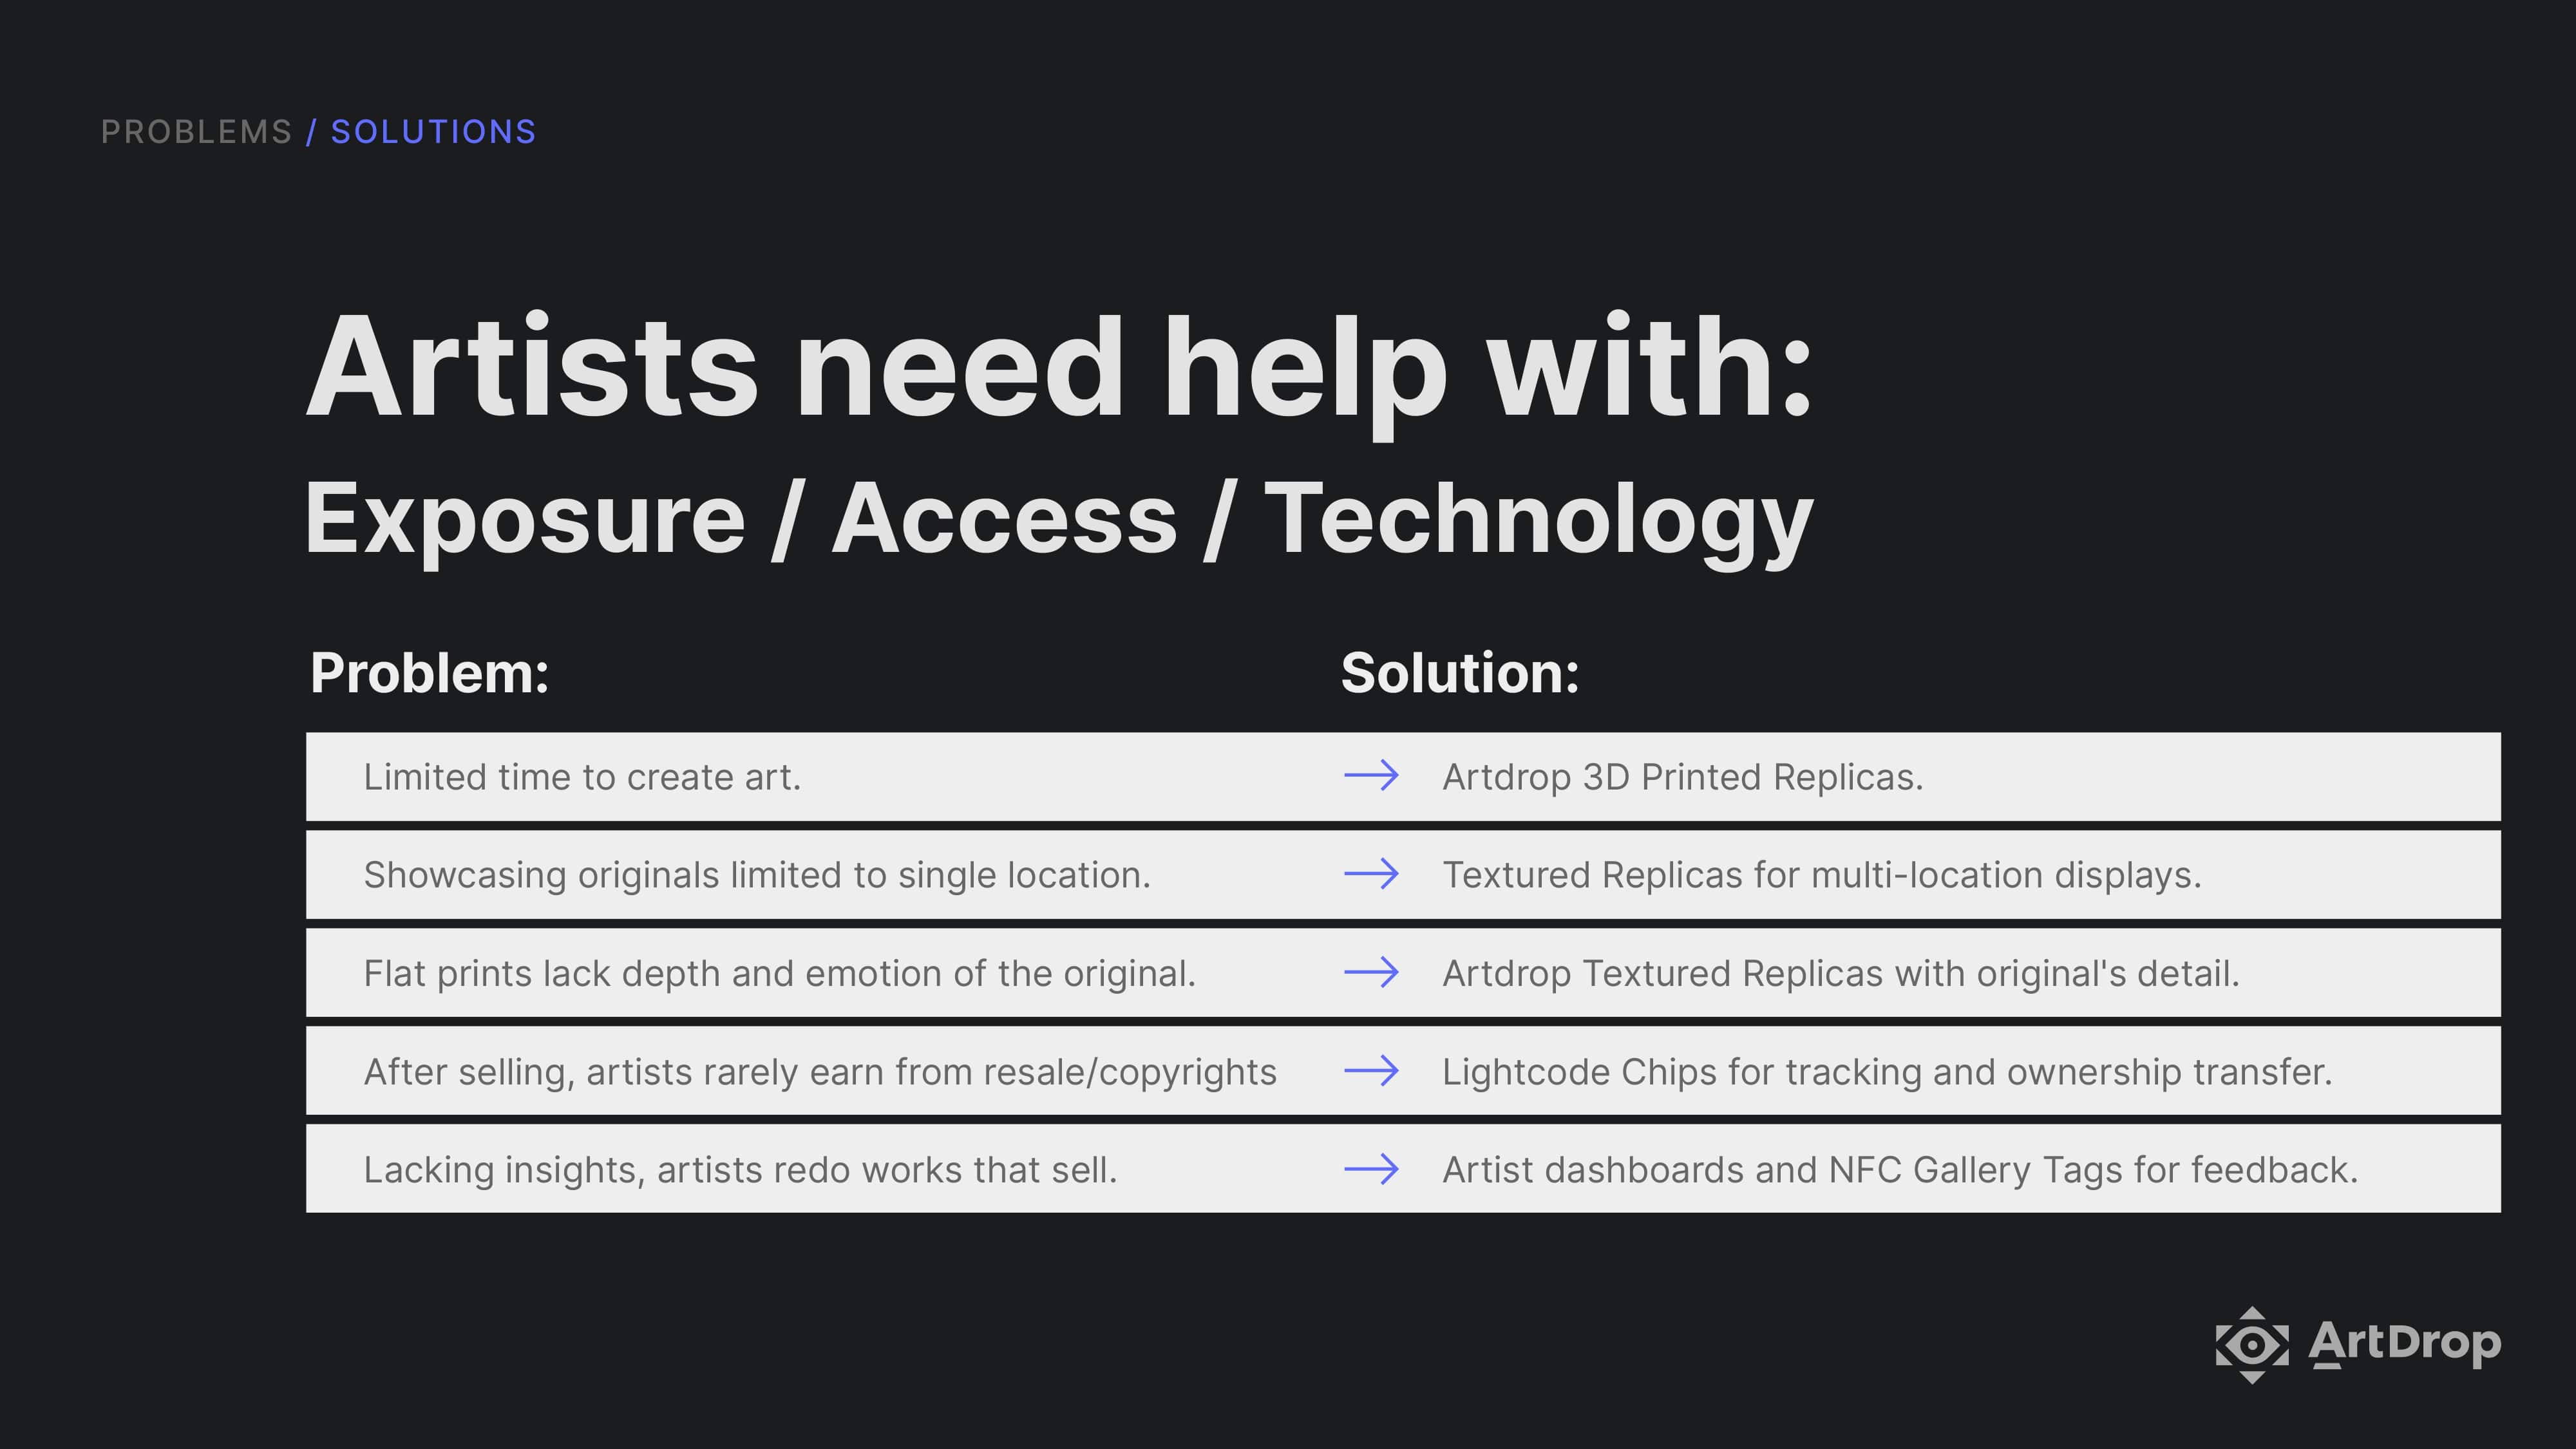 PROBLEMS / SOLUTIONS
Artists need help with:
Exposure / Access / Technology
Problem:
Solution:
Limited time to create art.
Artdrop 3D Printed Replicas.
Showcasing originals limited to single location.
Textured Replicas for multi-location displays.
Flat prints lack depth and emotion of the original.
Artdrop Textured Replicas with original's detail.
After selling, artists rarely earn from resale/copyrights
Lightcode Chips for tracking and ownership transfer.
Lacking insights, artists redo works that sell.
Artist dashboards and NFC Gallery Tags for feedback.
ArtDrop